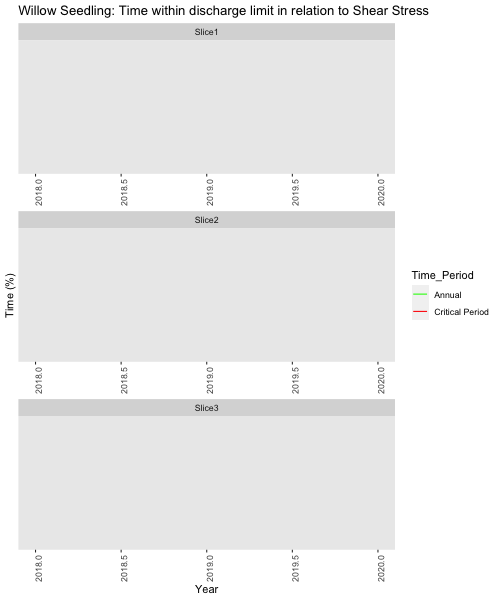 Willow Seedling: Time within discharge limit in relation to Shear Stress
Slice1
2018.0
2018.5
2019.0
2019.5
2020.0
Slice2
2018.0
2018.5
2019.0
2019.5
2020.0
Slice3
2018.0
2018.5
2019.0
2019.5
2020.0
Year
Time (%)
Time_Period
Annual
Critical Period